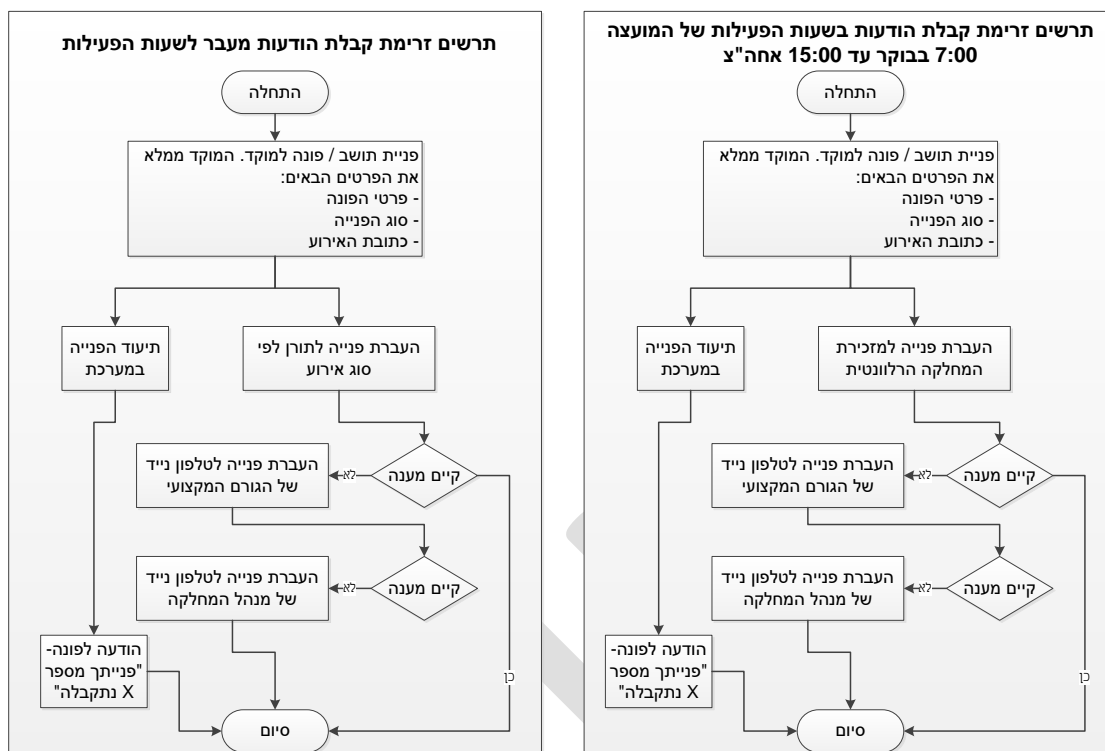 תרשים זרימת קבלת הודעות בשעות הפעילות של המועצה
7:00 בבוקר עד 15:00 אחה"צ
התחלה
פניית תושב / פונה למוקד. המוקד ממלא
את הפרטים הבאים:
- פרטי הפונה
- סוג הפנייה
- כתובת האירוע
העברת פנייה למזכירת
המחלקה הרלוונטית
תיעוד הפנייה
במערכת
קיים מענה
לא
העברת פנייה לטלפון נייד
של הגורם המקצועי
קיים מענה
לא
העברת פנייה לטלפון נייד
של מנהל המחלקה
כן
הודעה לפונה-
"פנייתך מספר
X נתקבלה"
סיום
תרשים זרימת קבלת הודעות מעבר לשעות הפעילות
התחלה
פניית תושב / פונה למוקד. המוקד ממלא
את הפרטים הבאים:
- פרטי הפונה
- סוג הפנייה
- כתובת האירוע
העברת פנייה לתורן לפי
סוג אירוע
תיעוד הפנייה
במערכת
קיים מענה
לא
העברת פנייה לטלפון נייד
של הגורם המקצועי
קיים מענה
לא
העברת פנייה לטלפון נייד
של מנהל המחלקה
כן
הודעה לפונה-
"פנייתך מספר
X נתקבלה"
סיום